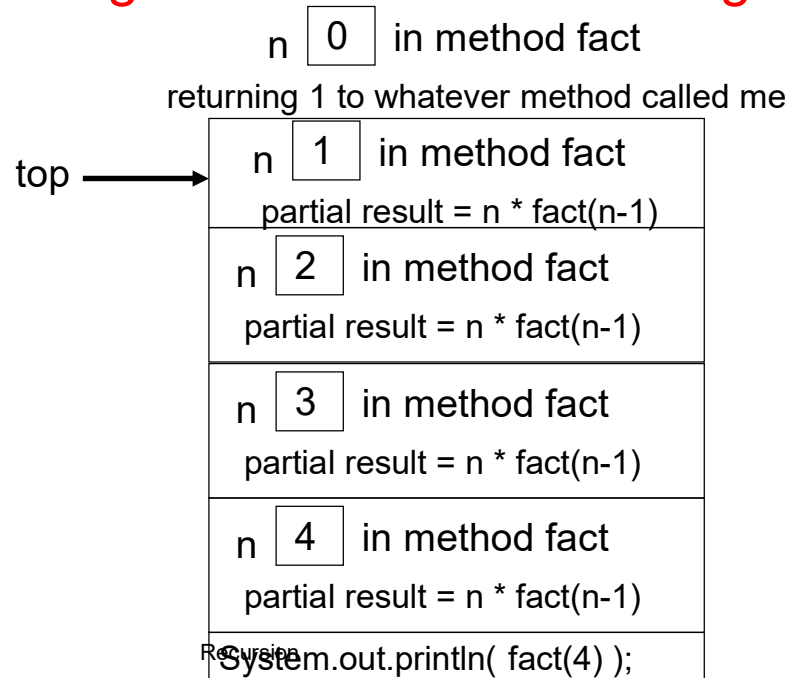 n 0 in method fact
returning 1 to whatever method called me
top
n 1 in method fact
partial result = n * fact(n-1)
n 2 in method fact
partial result = n * fact(n-1)
n 3 in method fact
partial result = n * fact(n-1)
n 4 in method fact
partial result = n * fact(n-1)
Recursion
System.out.println( fact(4) );